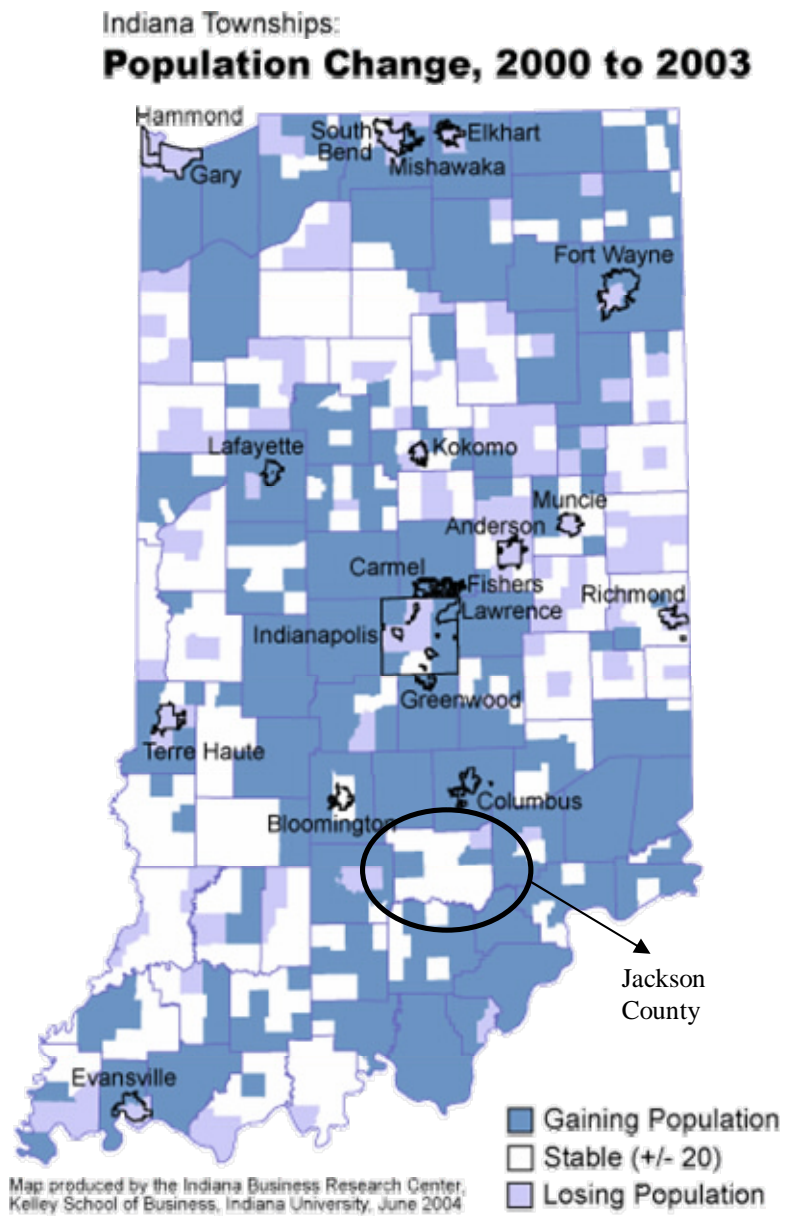 Indiana Townships:
Population Change, 2000 to 2003
Hammond
South
Bend
Elkhart
Mishawaka
Gary
Fort Wayne
Lafayette
Kokomo
Muncie
Anderson
Carmel
Fishers
Richmond
Lawrence
Indianapolis
Greenwood
Terre Haute
Columbus
Bloomington
Jackson
County
Evansville
Gaining Population
Stable (+/- 20)
Losing Population
Map produced by the Indiana Business Research Center,
Kelley School of Business, Indiana University, June 2004